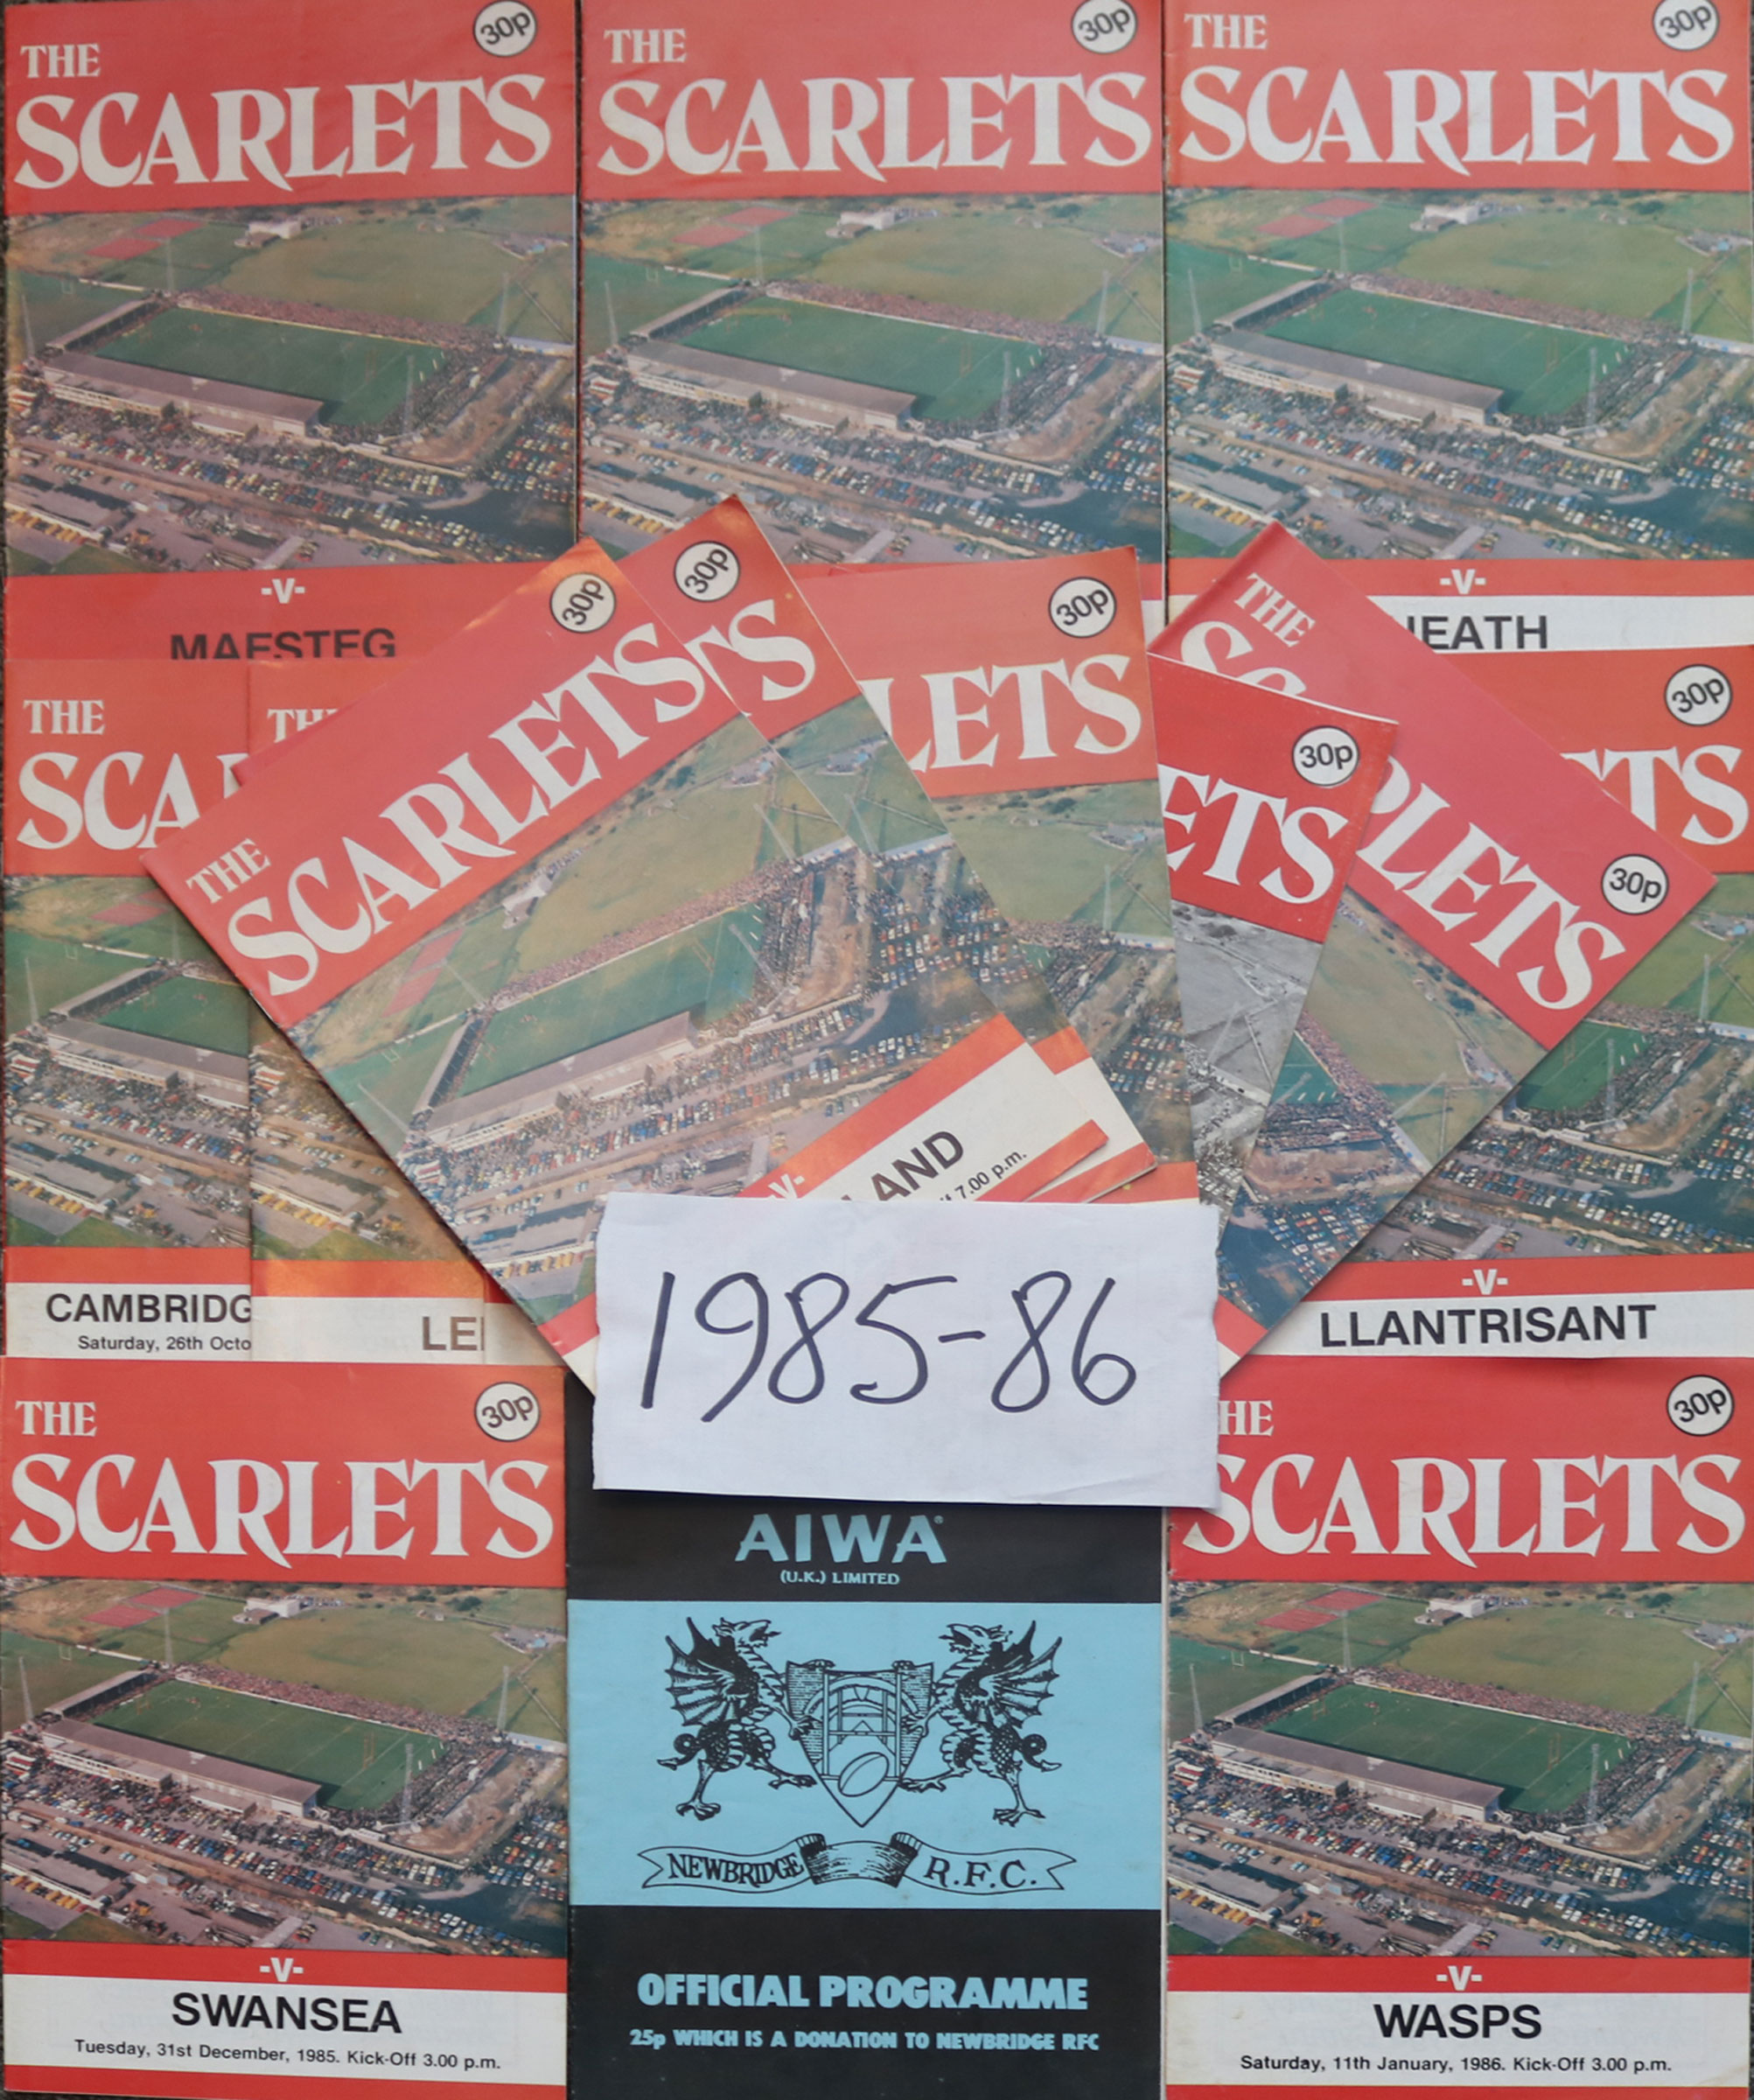 30p
THE
SCARLETS
-V-
MAESTEG
30p
THE
SCARLETS
30p
THE
SCARLETS
-V-
THE
30p
THE
SCARLETS
-V-
7.00 p.m.
30p
30p
30p
THE
30p
30p
THE
CAMBRIDG
Saturday, 26th Octo
-V-
LLANTRISANT
1985-86
30p
THE
SCARLETS
-V-
SWANSEA
Tuesday, 31st December, 1985. Kick-Off 3.00 p.m.
AIWA
(U.K.) LIMITED
NEWBRIDGE R.F.C.
OFFICIAL PROGRAMME
25p WHICH IS A DONATION TO NEWBRIDGE RFC
30p
SCARLETS
-V-
WASPS
Saturday, 11th January, 1986. Kick-Off 3.00 p.m.